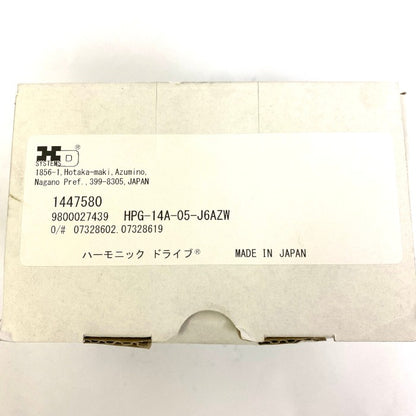 HD
SYSTEMS
1856-1,Hotaka-maki,Azumino,
Nagano Pref.,399-8305,JAPAN
1447580
9800027439 HPG-14A-05-J6AZW
O/# 07328602.07328619
ハーモニック ドライブ® MADE IN JAPAN